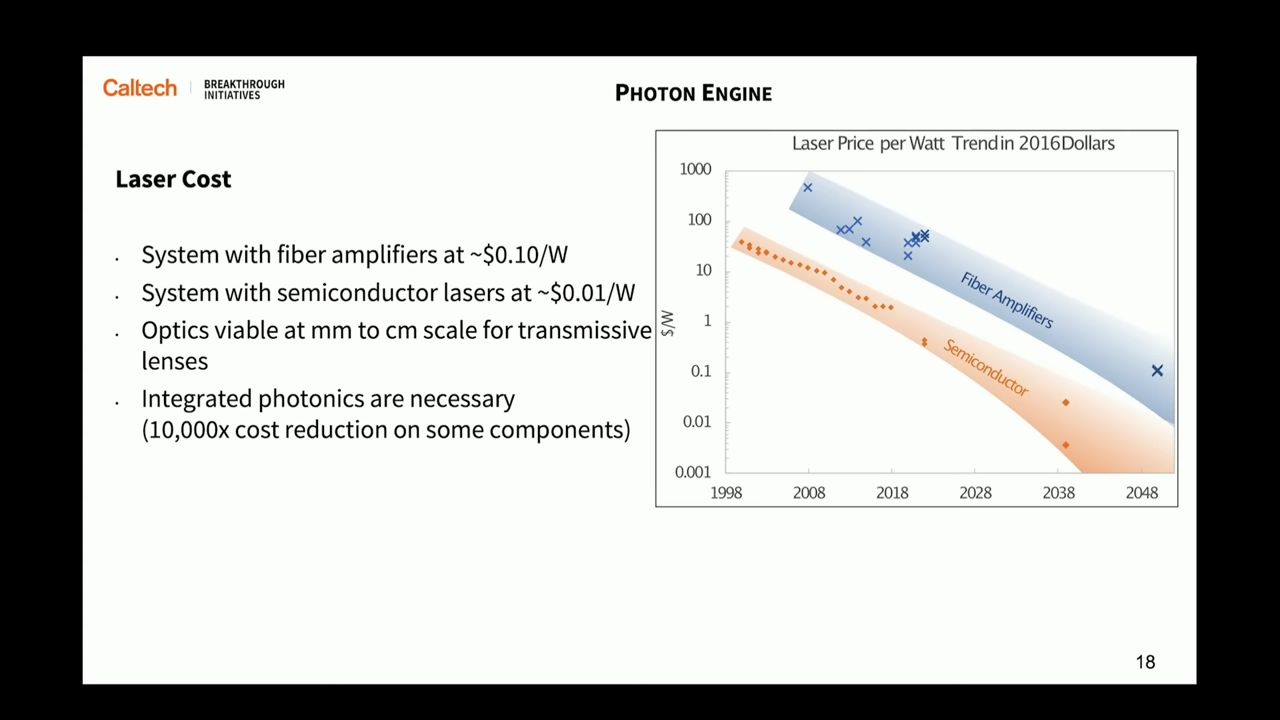 Caltech
BREAKTHROUGH
INITIATIVES
PHOTON ENGINE
Laser Cost
· System with fiber amplifiers at ~$0.10/W
· System with semiconductor lasers at ~$0.01/W
· Optics viable at mm to cm scale for transmissive
lenses
· Integrated photonics are necessary
(10,000x cost reduction on some components)
Laser Price per Watt Trend in 2016 Dollars
1000
100
10
1
0.1
0.01
0.001
$/W
Fiber Amplifiers
Semiconductor
1998 2008 2018 2028 2038 2048
18